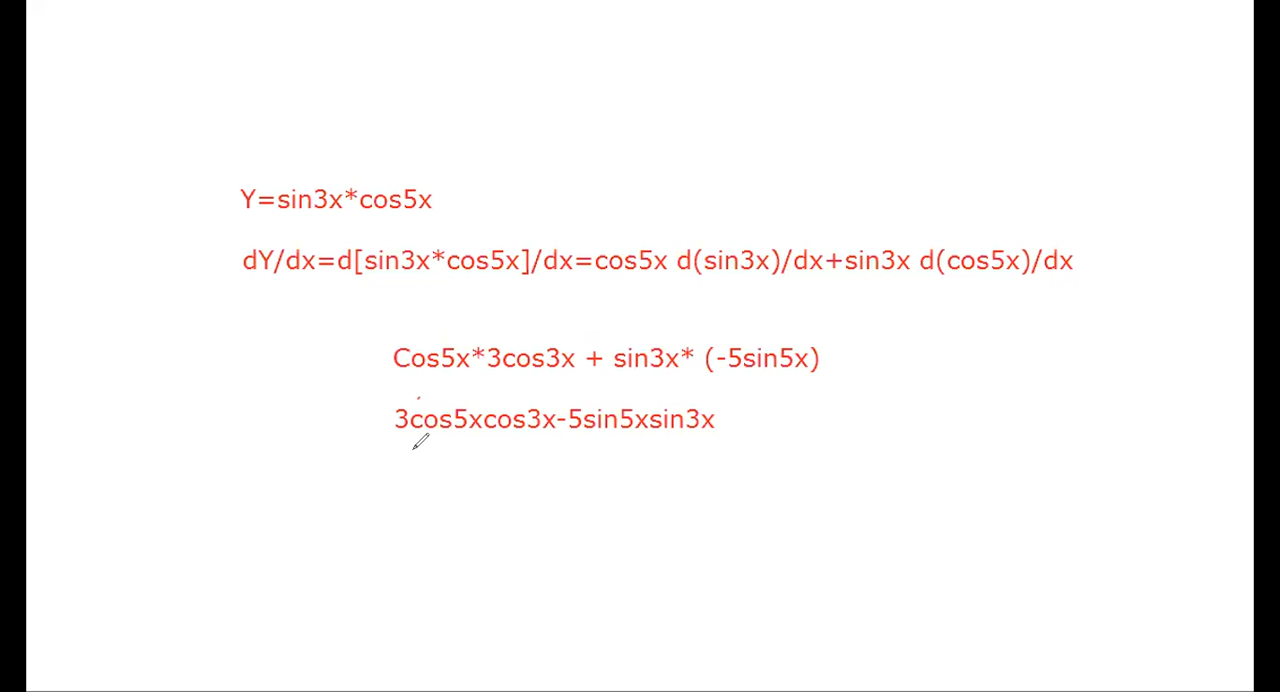 Y=sin3x*cos5x
dY/dx=d[sin3x*cos5x]/dx=cos5x d(sin3x)/dx+sin3x d(cos5x)/dx
Cos5x*3cos3x + sin3x* (-5sin5x)
3cos5xcos3x-5sin5xsin3x